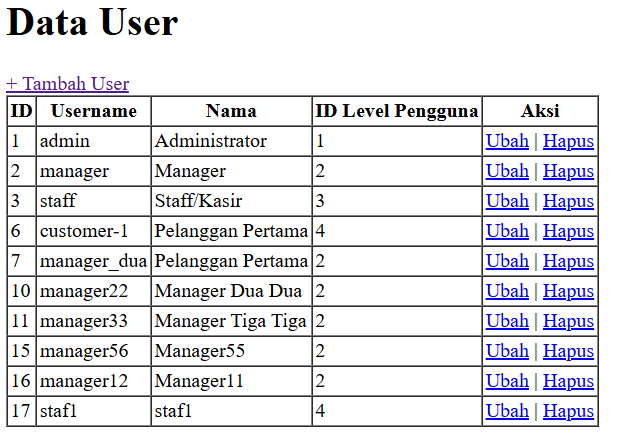 Data User
+ Tambah User
ID Username Nama ID Level Pengguna Aksi
1 admin Administrator 1 Ubah | Hapus
2 manager Manager 2 Ubah | Hapus
3 staff Staff/Kasir 3 Ubah | Hapus
6 customer-1 Pelanggan Pertama 4 Ubah | Hapus
7 manager_dua Pelanggan Pertama 2 Ubah | Hapus
10 manager22 Manager Dua Dua 2 Ubah | Hapus
11 manager33 Manager Tiga Tiga 2 Ubah | Hapus
15 manager56 Manager55 2 Ubah | Hapus
16 manager12 Manager11 2 Ubah | Hapus
17 staf1 staf1 4 Ubah | Hapus